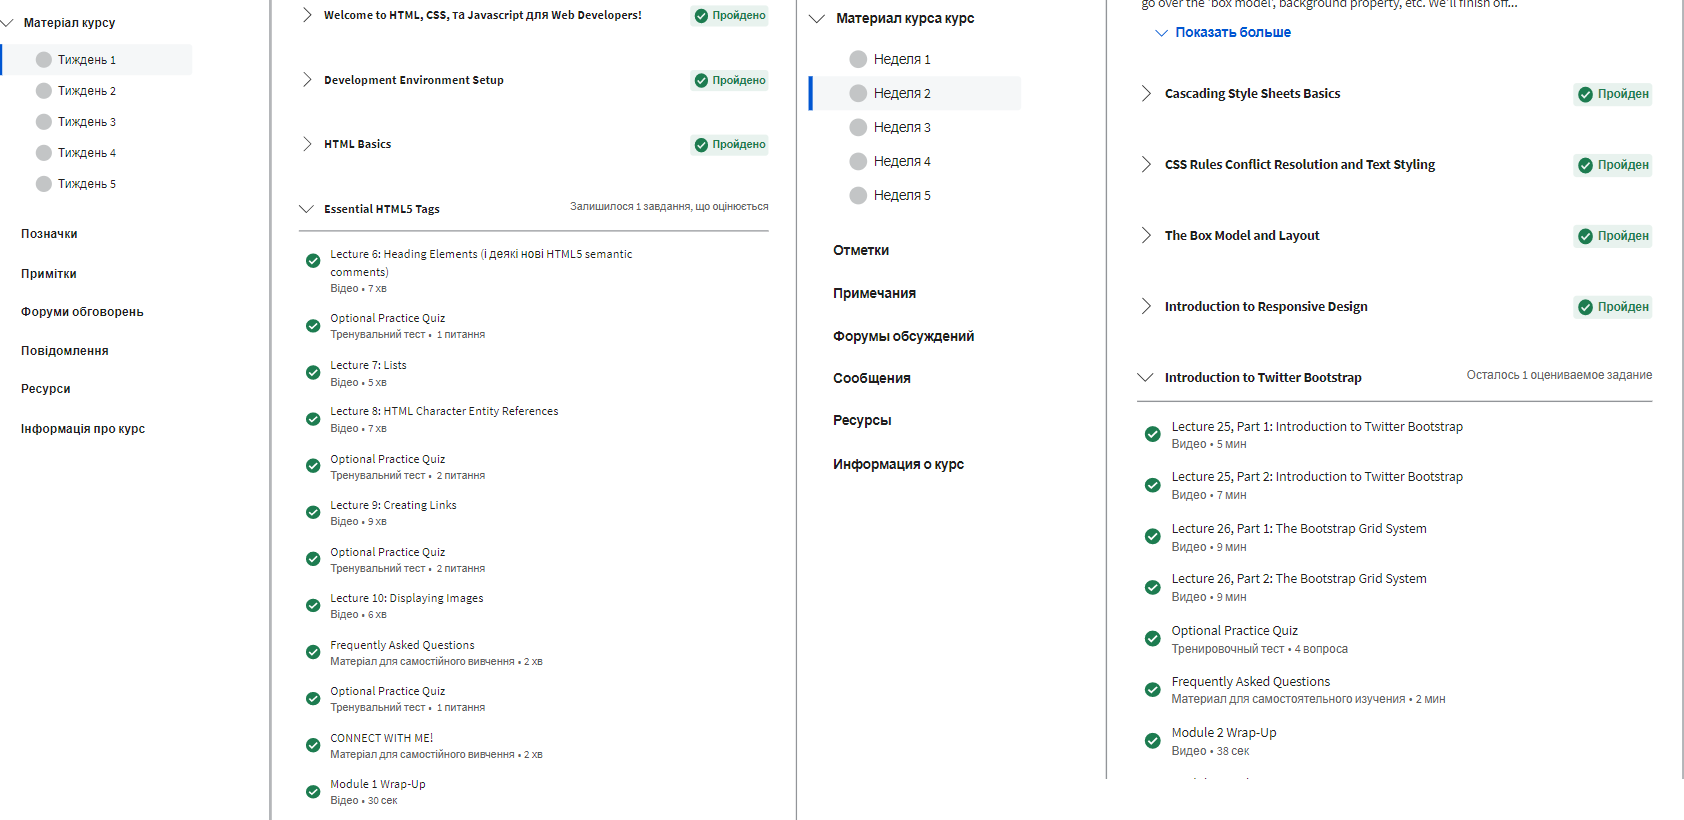 Матеріал курсу
Тиждень 1
Тиждень 2
Тиждень 3
Тиждень 4
Тиждень 5
Позначки
Примітки
Форуми обговорень
Повідомлення
Ресурси
Інформація про курс
Welcome to HTML, CSS, та Javascript для Web Developers!
Пройдено
Development Environment Setup
Пройдено
HTML Basics
Пройдено
Essential HTML5 Tags
Залишилося 1 завдання, що оцінюється
Lecture 6: Heading Elements (і деякі нові HTML5 semantic
comments)
Відео • 7 хв
Optional Practice Quiz
Тренувальний тест • 1 питання
Lecture 7: Lists
Відео • 5 хв
Lecture 8: HTML Character Entity References
Відео • 7 хв
Optional Practice Quiz
Тренувальний тест • 2 питання
Lecture 9: Creating Links
Відео • 9 хв
Optional Practice Quiz
Тренувальний тест • 2 питання
Lecture 10: Displaying Images
Відео • 6 хв
Frequently Asked Questions
Матеріал для самостійного вивчення • 2 хв
Optional Practice Quiz
Тренувальний тест • 1 питання
CONNECT WITH ME!
Матеріал для самостійного вивчення • 2 хв
Module 1 Wrap-Up
Відео • 30 сек
Материал курса курс
Неделя 1
Неделя 2
Неделя 3
Неделя 4
Неделя 5
Отметки
Примечания
Форумы обсуждений
Сообщения
Ресурсы
Информация о курс
go over the 'box model', background property, etc. We'll finish off...
Показать больше
Cascading Style Sheets Basics
Пройден
CSS Rules Conflict Resolution and Text Styling
Пройден
The Box Model and Layout
Пройден
Introduction to Responsive Design
Пройден
Introduction to Twitter Bootstrap
Осталось 1 оцениваемое задание
Lecture 25, Part 1: Introduction to Twitter Bootstrap
Видео • 5 мин
Lecture 25, Part 2: Introduction to Twitter Bootstrap
Видео • 7 мин
Lecture 26, Part 1: The Bootstrap Grid System
Видео • 9 мин
Lecture 26, Part 2: The Bootstrap Grid System
Видео • 9 мин
Optional Practice Quiz
Тренировочный тест • 4 вопроса
Frequently Asked Questions
Материал для самостоятельного изучения • 2 мин
Module 2 Wrap-Up
Видео • 38 сек